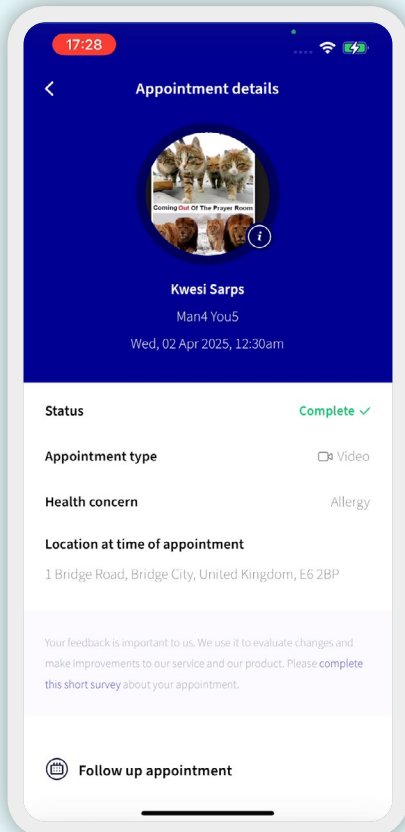 17:28
Appointment details
Coming Out Of The Prayer Room
i
Kwesi Sarps
Man4 You5
Wed, 02 Apr 2025, 12:30am
Status Complete ✓
Appointment type Video
Health concern Allergy
Location at time of appointment
1 Bridge Road, Bridge City, United Kingdom, E6 2BP
Your feedback is important to us. We use it to evaluate changes and
make improvements to our service and our product. Please complete
this short survey about your appointment.
Follow up appointment